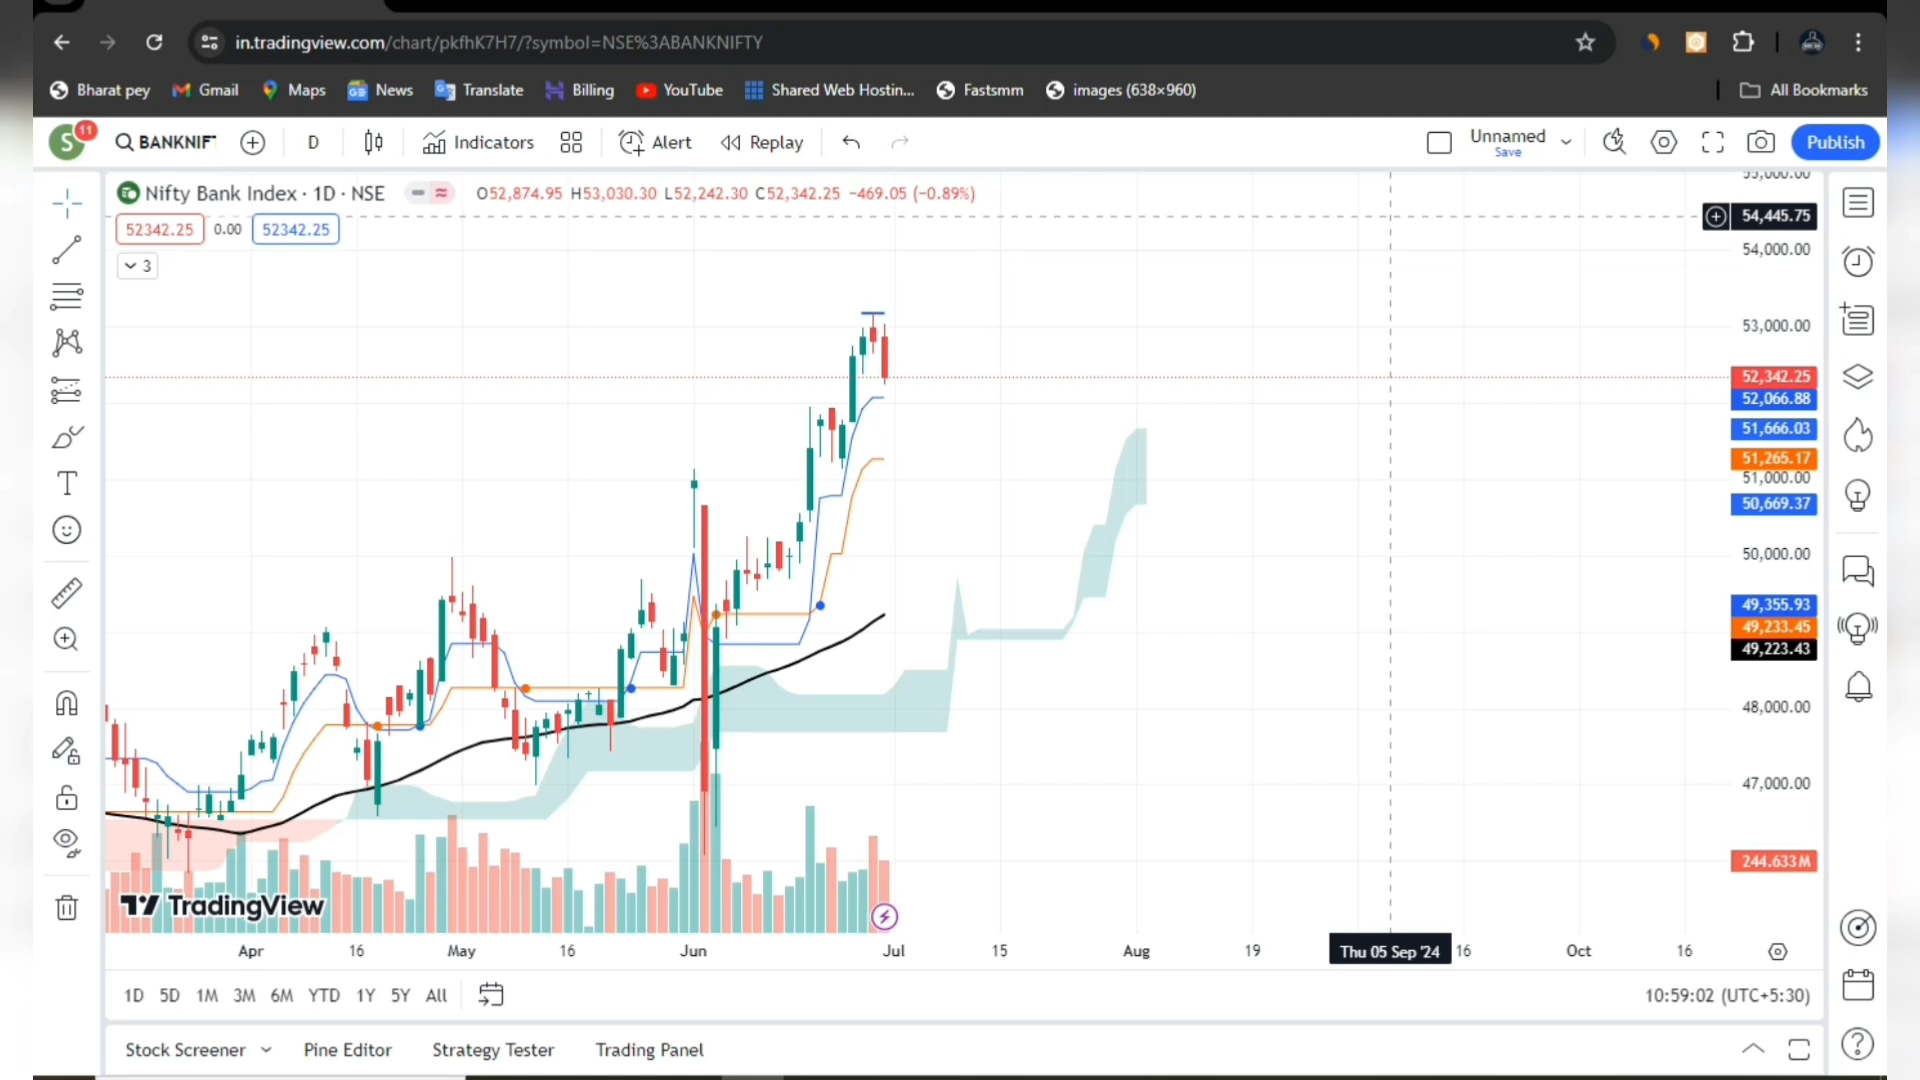 in.tradingview.com/chart/pkfhK7H7/?symbol=NSE%3ABANKNIFTY
Bharat pey Gmail Maps News Translate Billing YouTube Shared Web Hostin... Fastsmm images (638×960) All Bookmarks
S 11 BANKNIF D Indicators Alert Replay Unnamed Save Publish
Nifty Bank Index · 1D · NSE O52,874.95 H53,030.30 L52,242.30 C52,342.25 −469.05 (−0.89%)
52342.25 0.00 52342.25
3
55,000.00
54,445.75
54,000.00
53,000.00
52,342.25
52,066.88
51,666.03
51,265.17
51,000.00
50,669.37
50,000.00
49,355.93
49,233.45
49,223.43
48,000.00
47,000.00
244.633M
TradingView
Apr 16 May 16 Jun Jul 15 Aug 19 Thu 05 Sep '24 16 Oct 16
1D 5D 1M 3M 6M YTD 1Y 5Y All 10:59:02 (UTC+5:30)
Stock Screener Pine Editor Strategy Tester Trading Panel